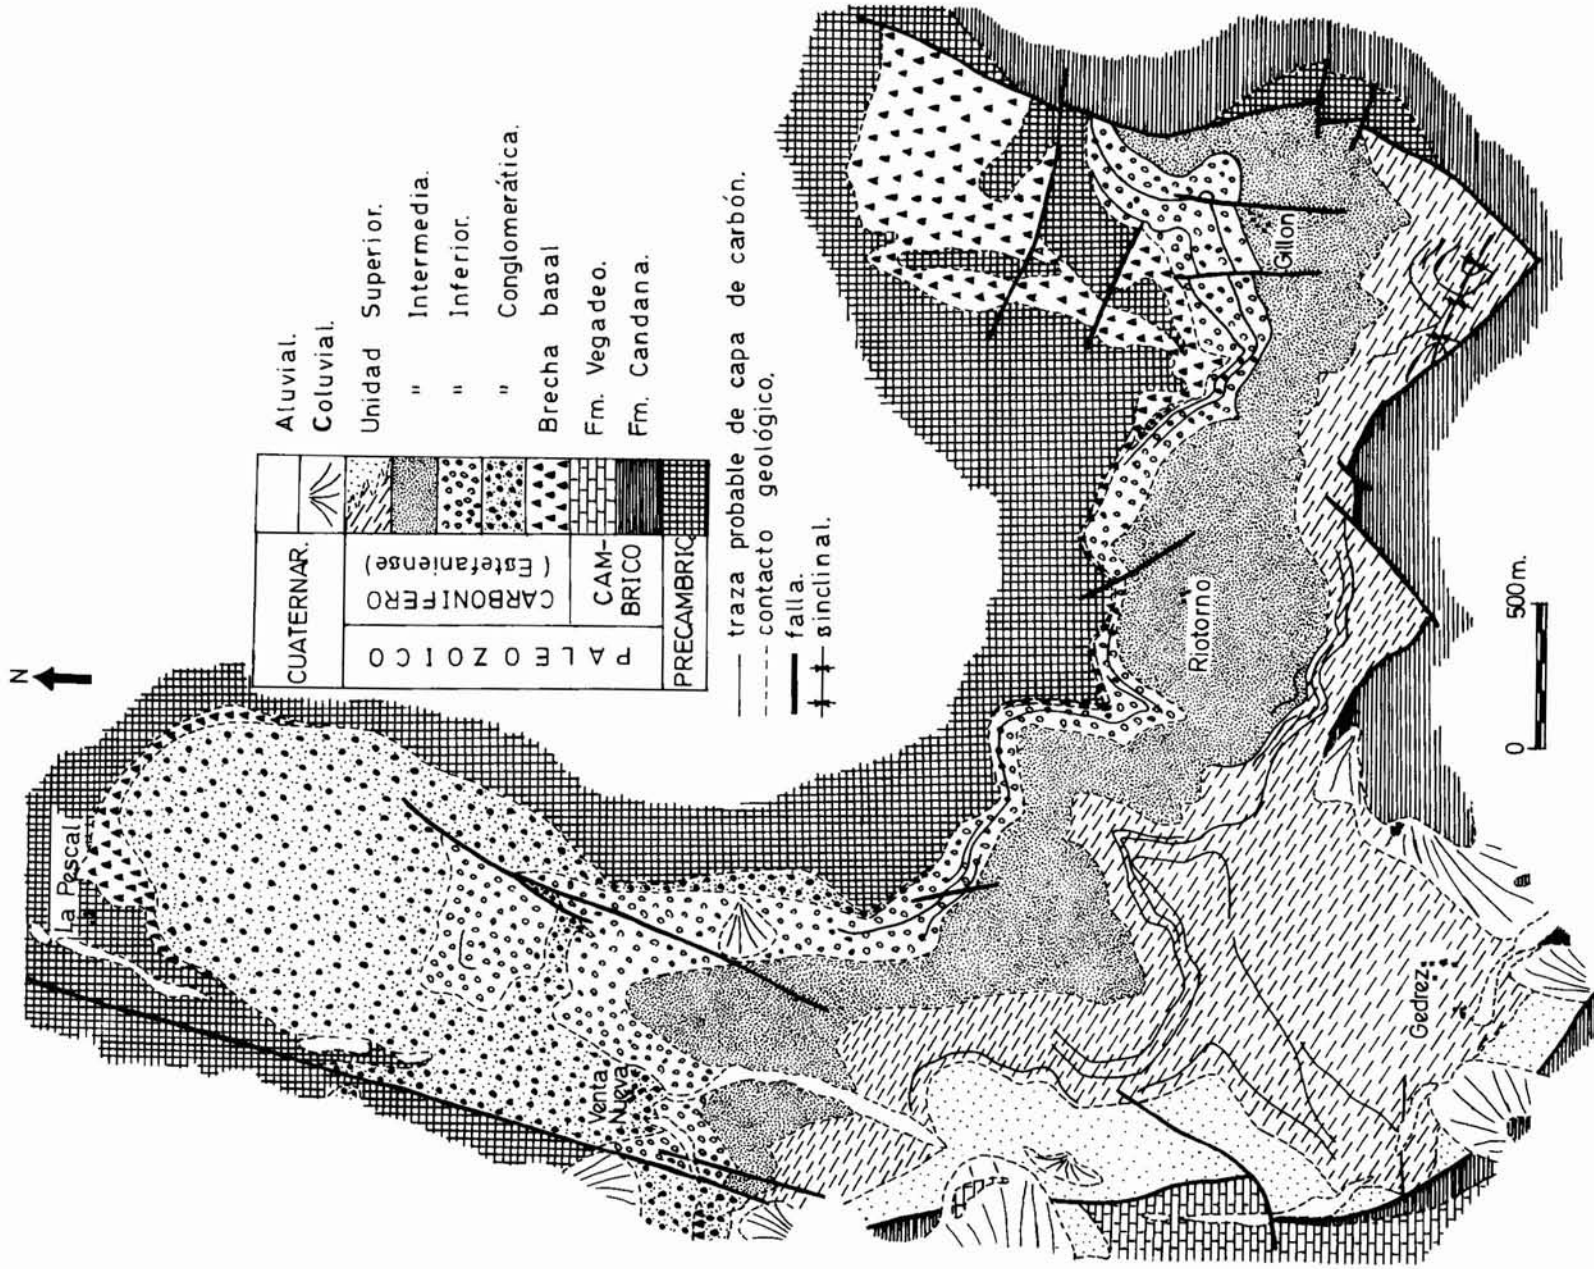 N
Aluvial.
Coluvial.
Unidad Superior.
" Intermedia.
" Inferior.
" Conglomerática.
Brecha basal
Fm. Vegadeo.
Fm. Candana.
CUATERNAR.
PALEOZOICO
CARBONIFERO
(Estefaniense)
CAM-
BRICO
PRECAMBRIC
traza probable de capa de carbón.
contacto geológico.
falla.
sinclinal.
La Pescal
Venta
Nueva
Gillon
Riotorno
Gedrez
0 500m.